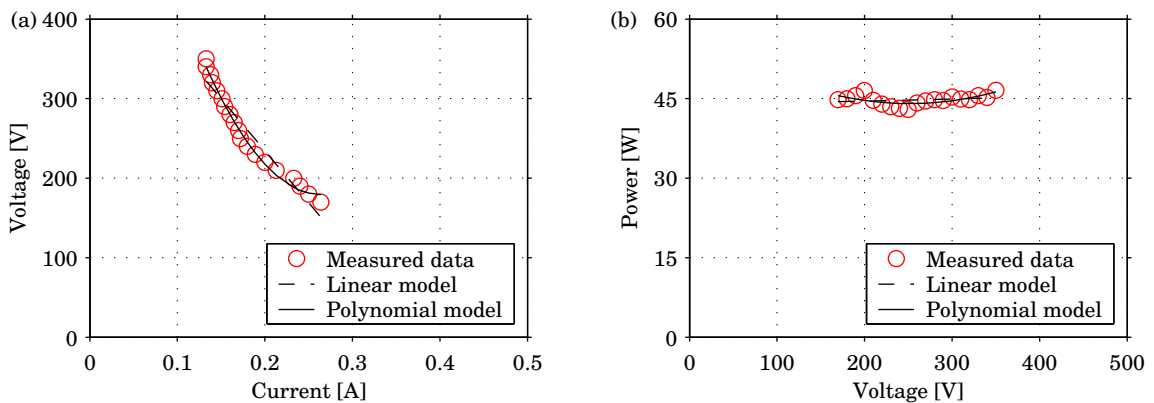 (a)
400
300
200
100
0
Voltage [V]
0 0.1 0.2 0.3 0.4 0.5
Current [A]
Measured data
Linear model
Polynomial model
(b)
60
45
30
15
0
Power [W]
0 100 200 300 400 500
Voltage [V]
Measured data
Linear model
Polynomial model